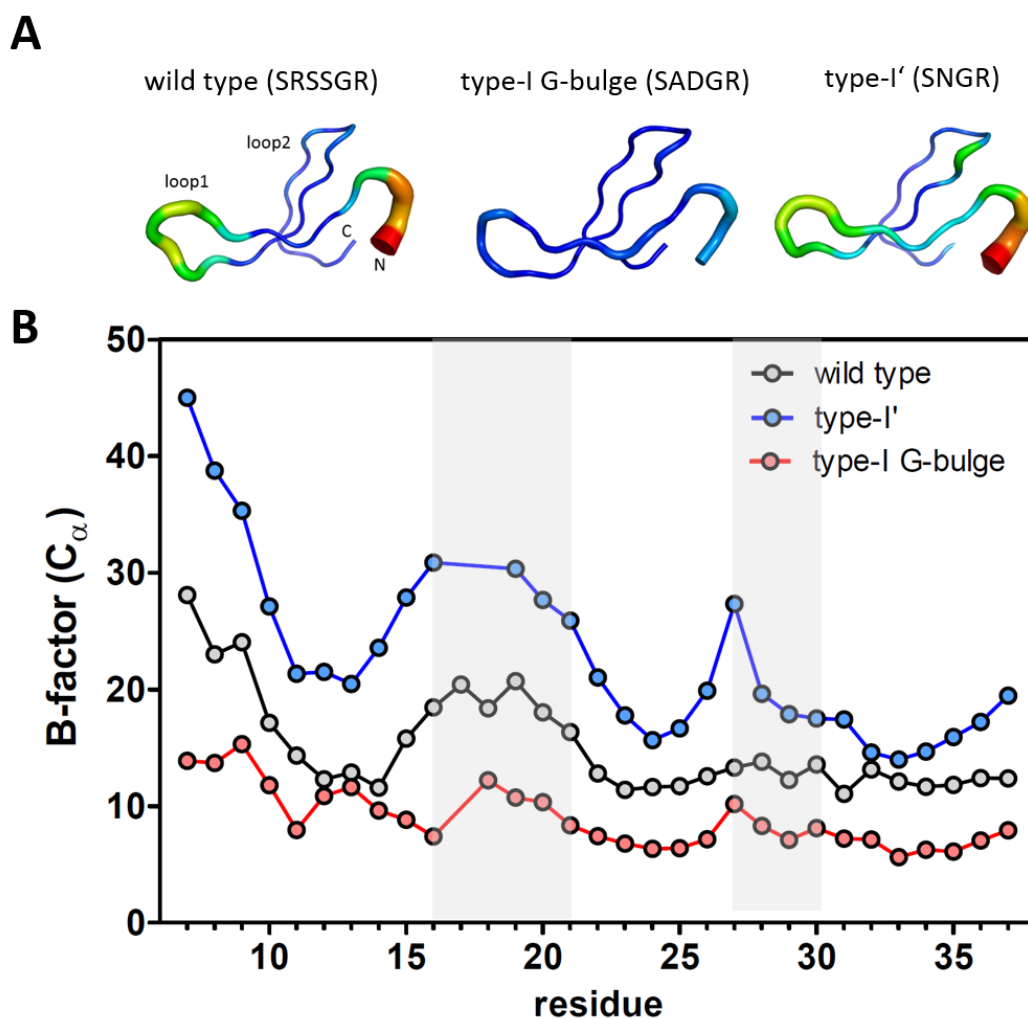 A
wild type (SRSSGR)
type-I G-bulge (SADGR)
type-I‘ (SNGR)
loop2
loop1
C
N
B
50
40
30
20
10
0
B-factor (Cα)
wild type
type-I'
type-I G-bulge
10 15 20 25 30 35
residue